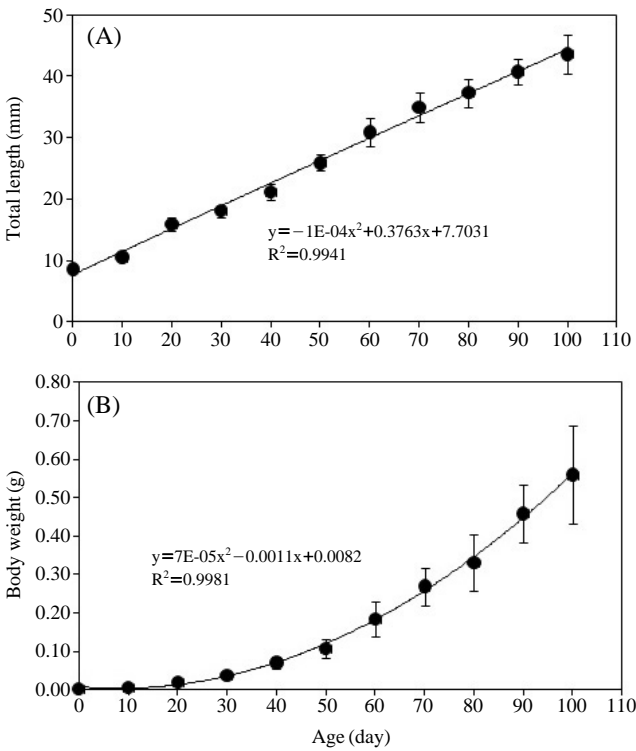 (A)
50
40
30
20
10
0
Total length (mm)
y=−1E-04x²+0.3763x+7.7031
R²=0.9941
0 10 20 30 40 50 60 70 80 90 100 110
(B)
0.80
0.70
0.60
0.50
0.40
0.30
0.20
0.10
0.00
Body weight (g)
y=7E-05x²−0.0011x+0.0082
R²=0.9981
0 10 20 30 40 50 60 70 80 90 100 110
Age (day)